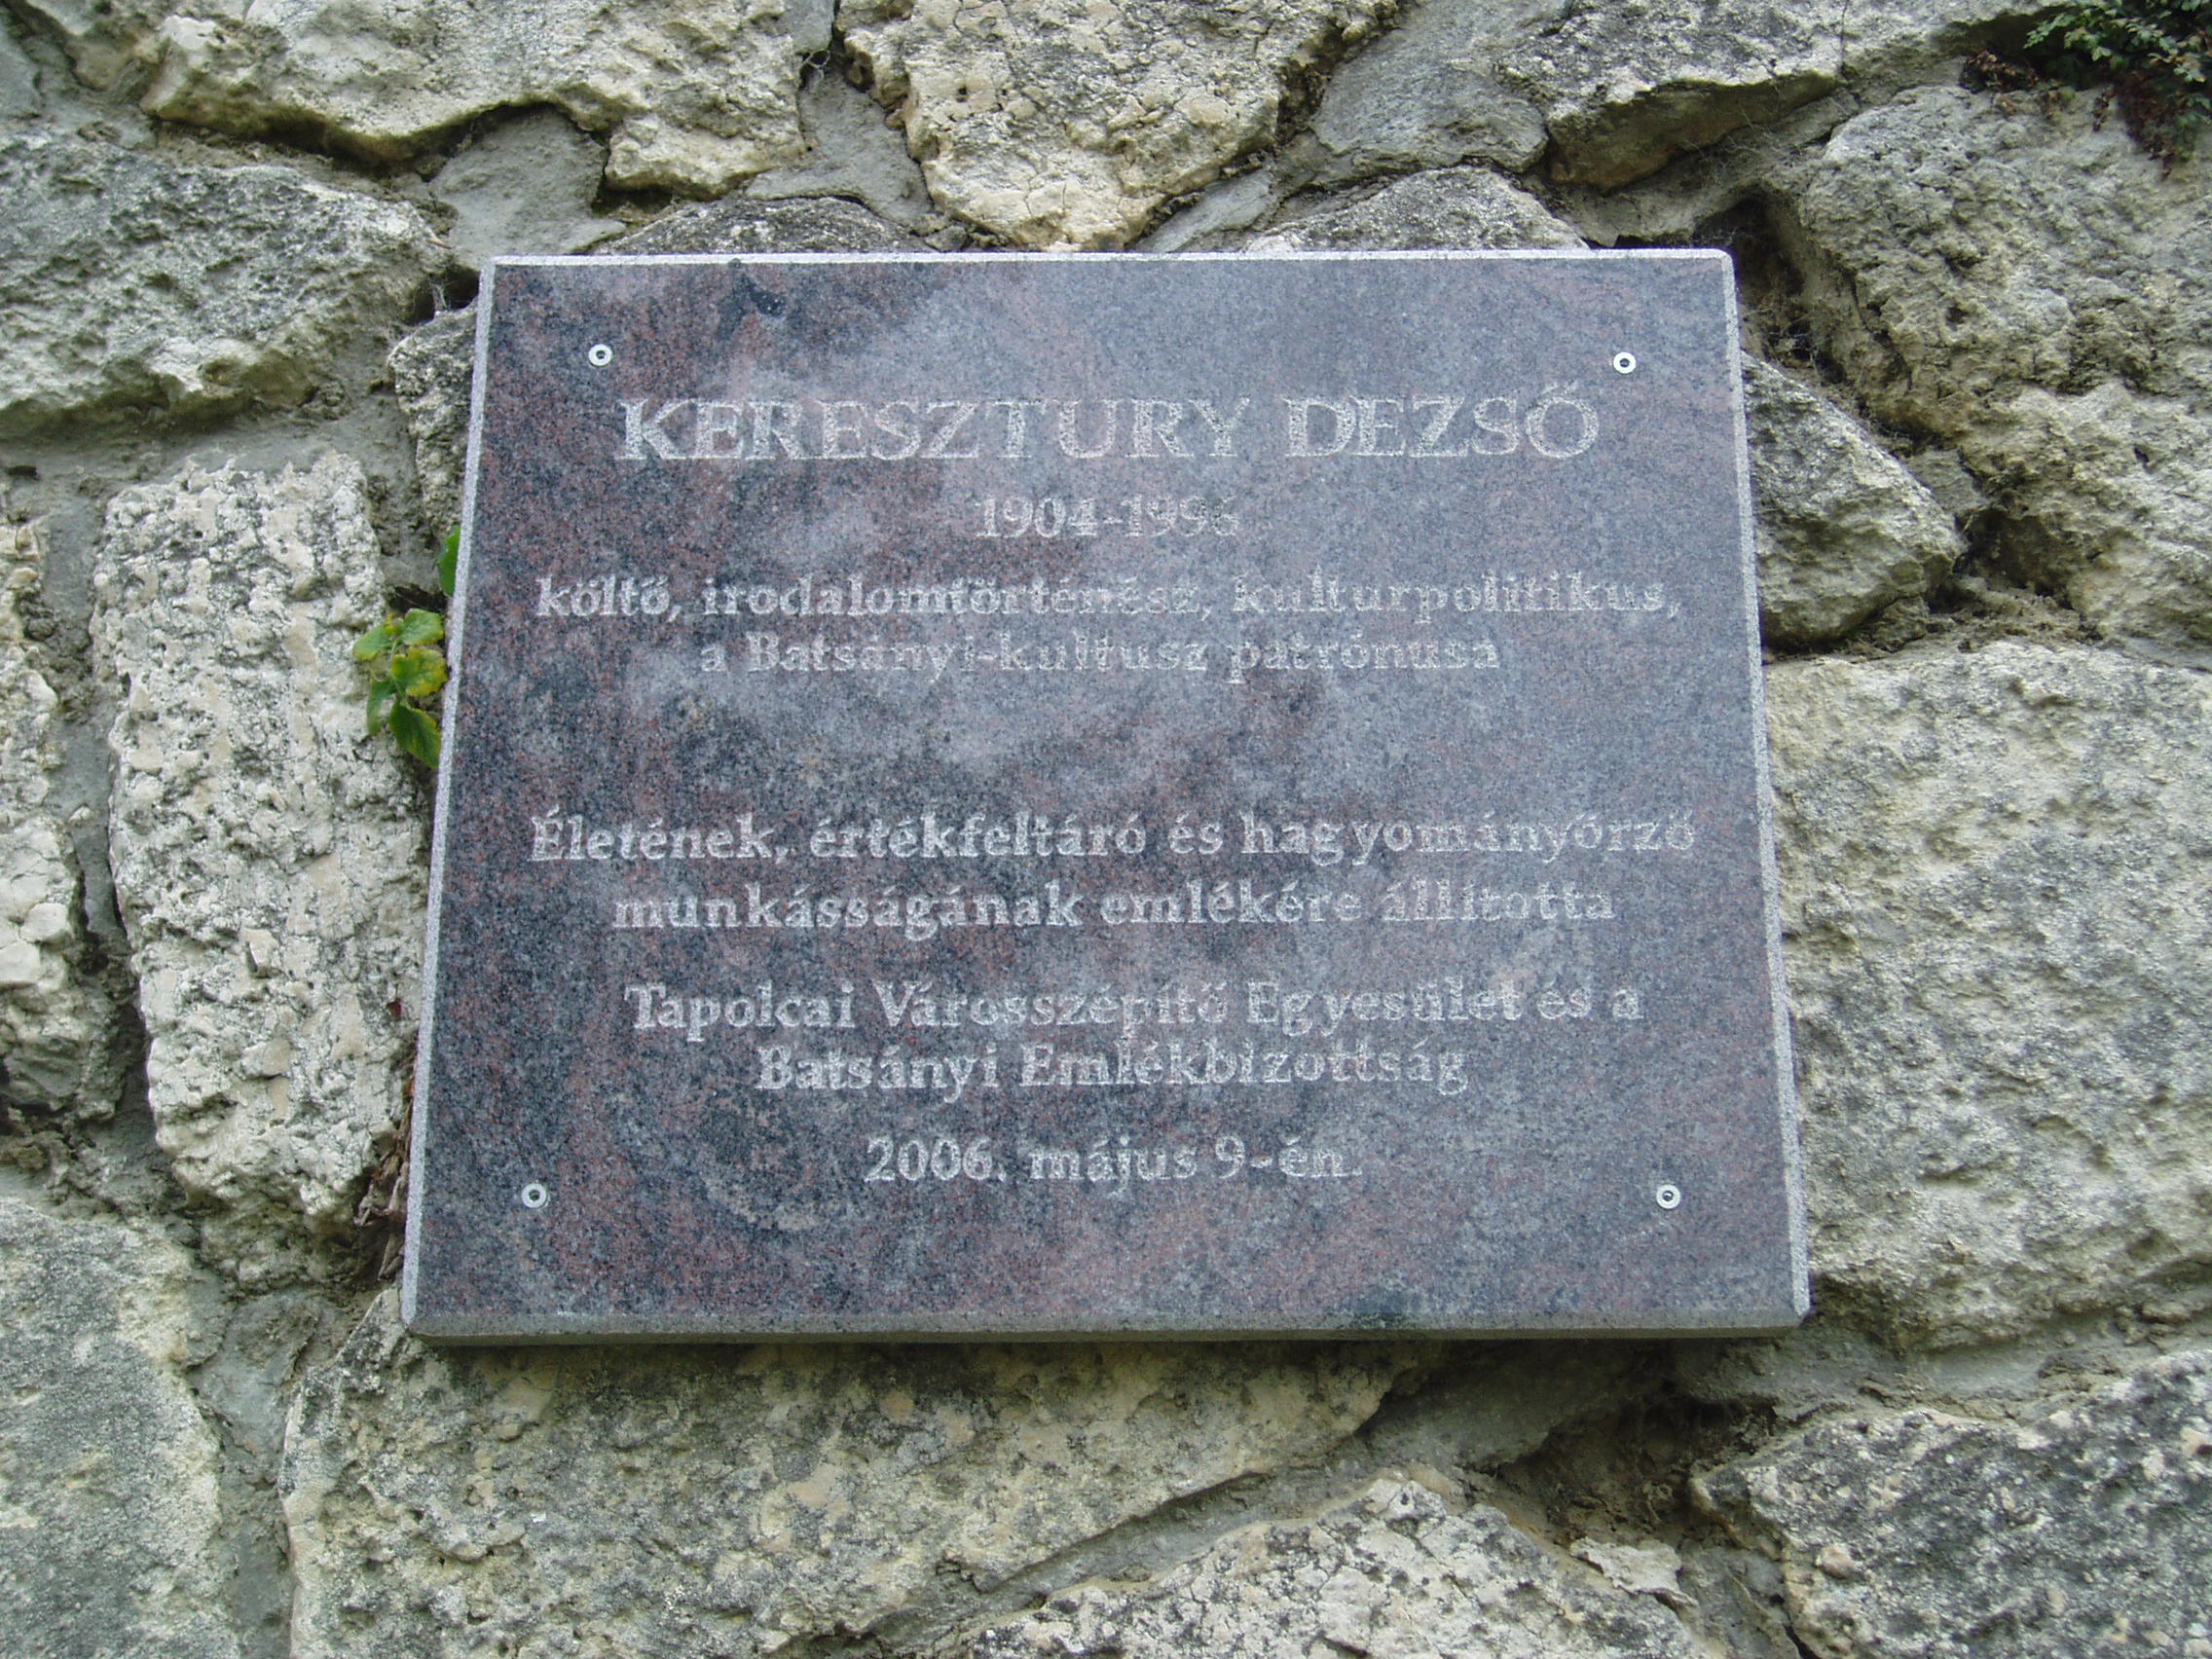 KERESZTURY DEZSŐ
1904-1996
költő, irodalomtörténész, kulturpolitikus,
a Batsányi-kultusz patrónusa
Életének, értékfeltáró és hagyományőrző
munkásságának emlékére állította
Tapolcai Városszépítő Egyesület és a
Batsányi Emlékbizottság
2006. május 9-én.